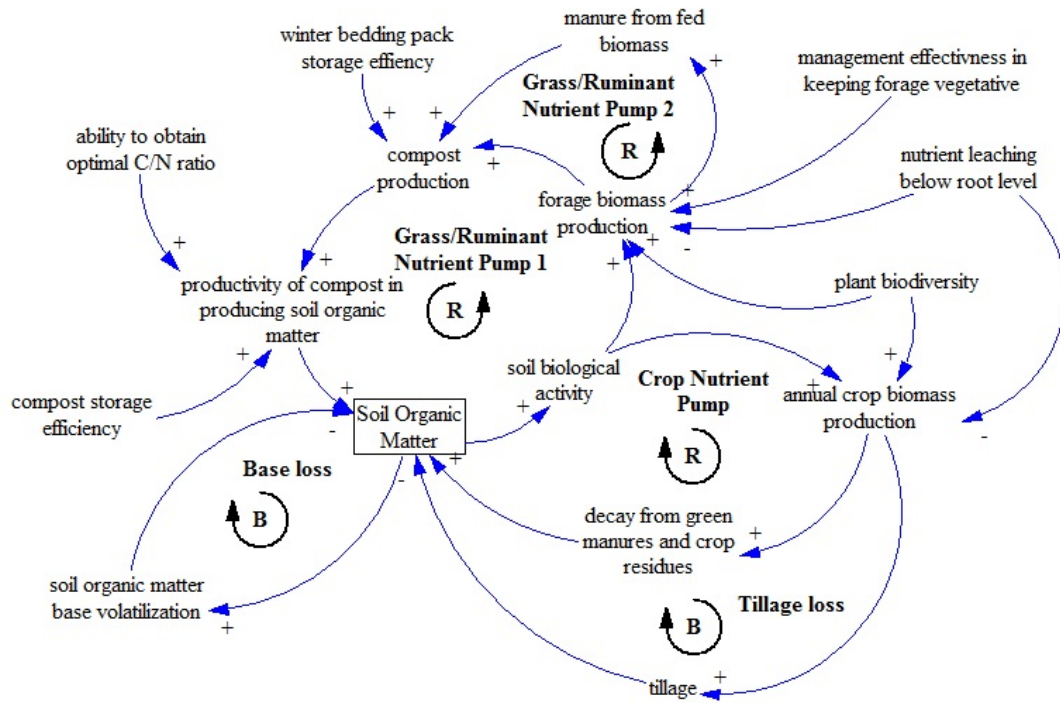 manure from fed
biomass
winter bedding pack
storage effiency
+
management effectivness in
keeping forage vegetative
Grass/Ruminant
Nutrient Pump 2
+
+
ability to obtain
optimal C/N ratio
R
compost
production
+
nutrient leaching
below root level
+
forage biomass
production
+
-
+
Grass/Ruminant
Nutrient Pump 1
+
+
productivity of compost in
producing soil organic
matter
plant biodiversity
R
+
+
soil biological
activity
Crop Nutrient
Pump
+
annual crop biomass
production
-
compost storage
efficiency
+
-
Soil Organic
Matter
+
+
-
R
Base loss
B
decay from green
manures and crop
residues
+
soil organic matter
base volatilization
+
Tillage loss
B
tillage
+